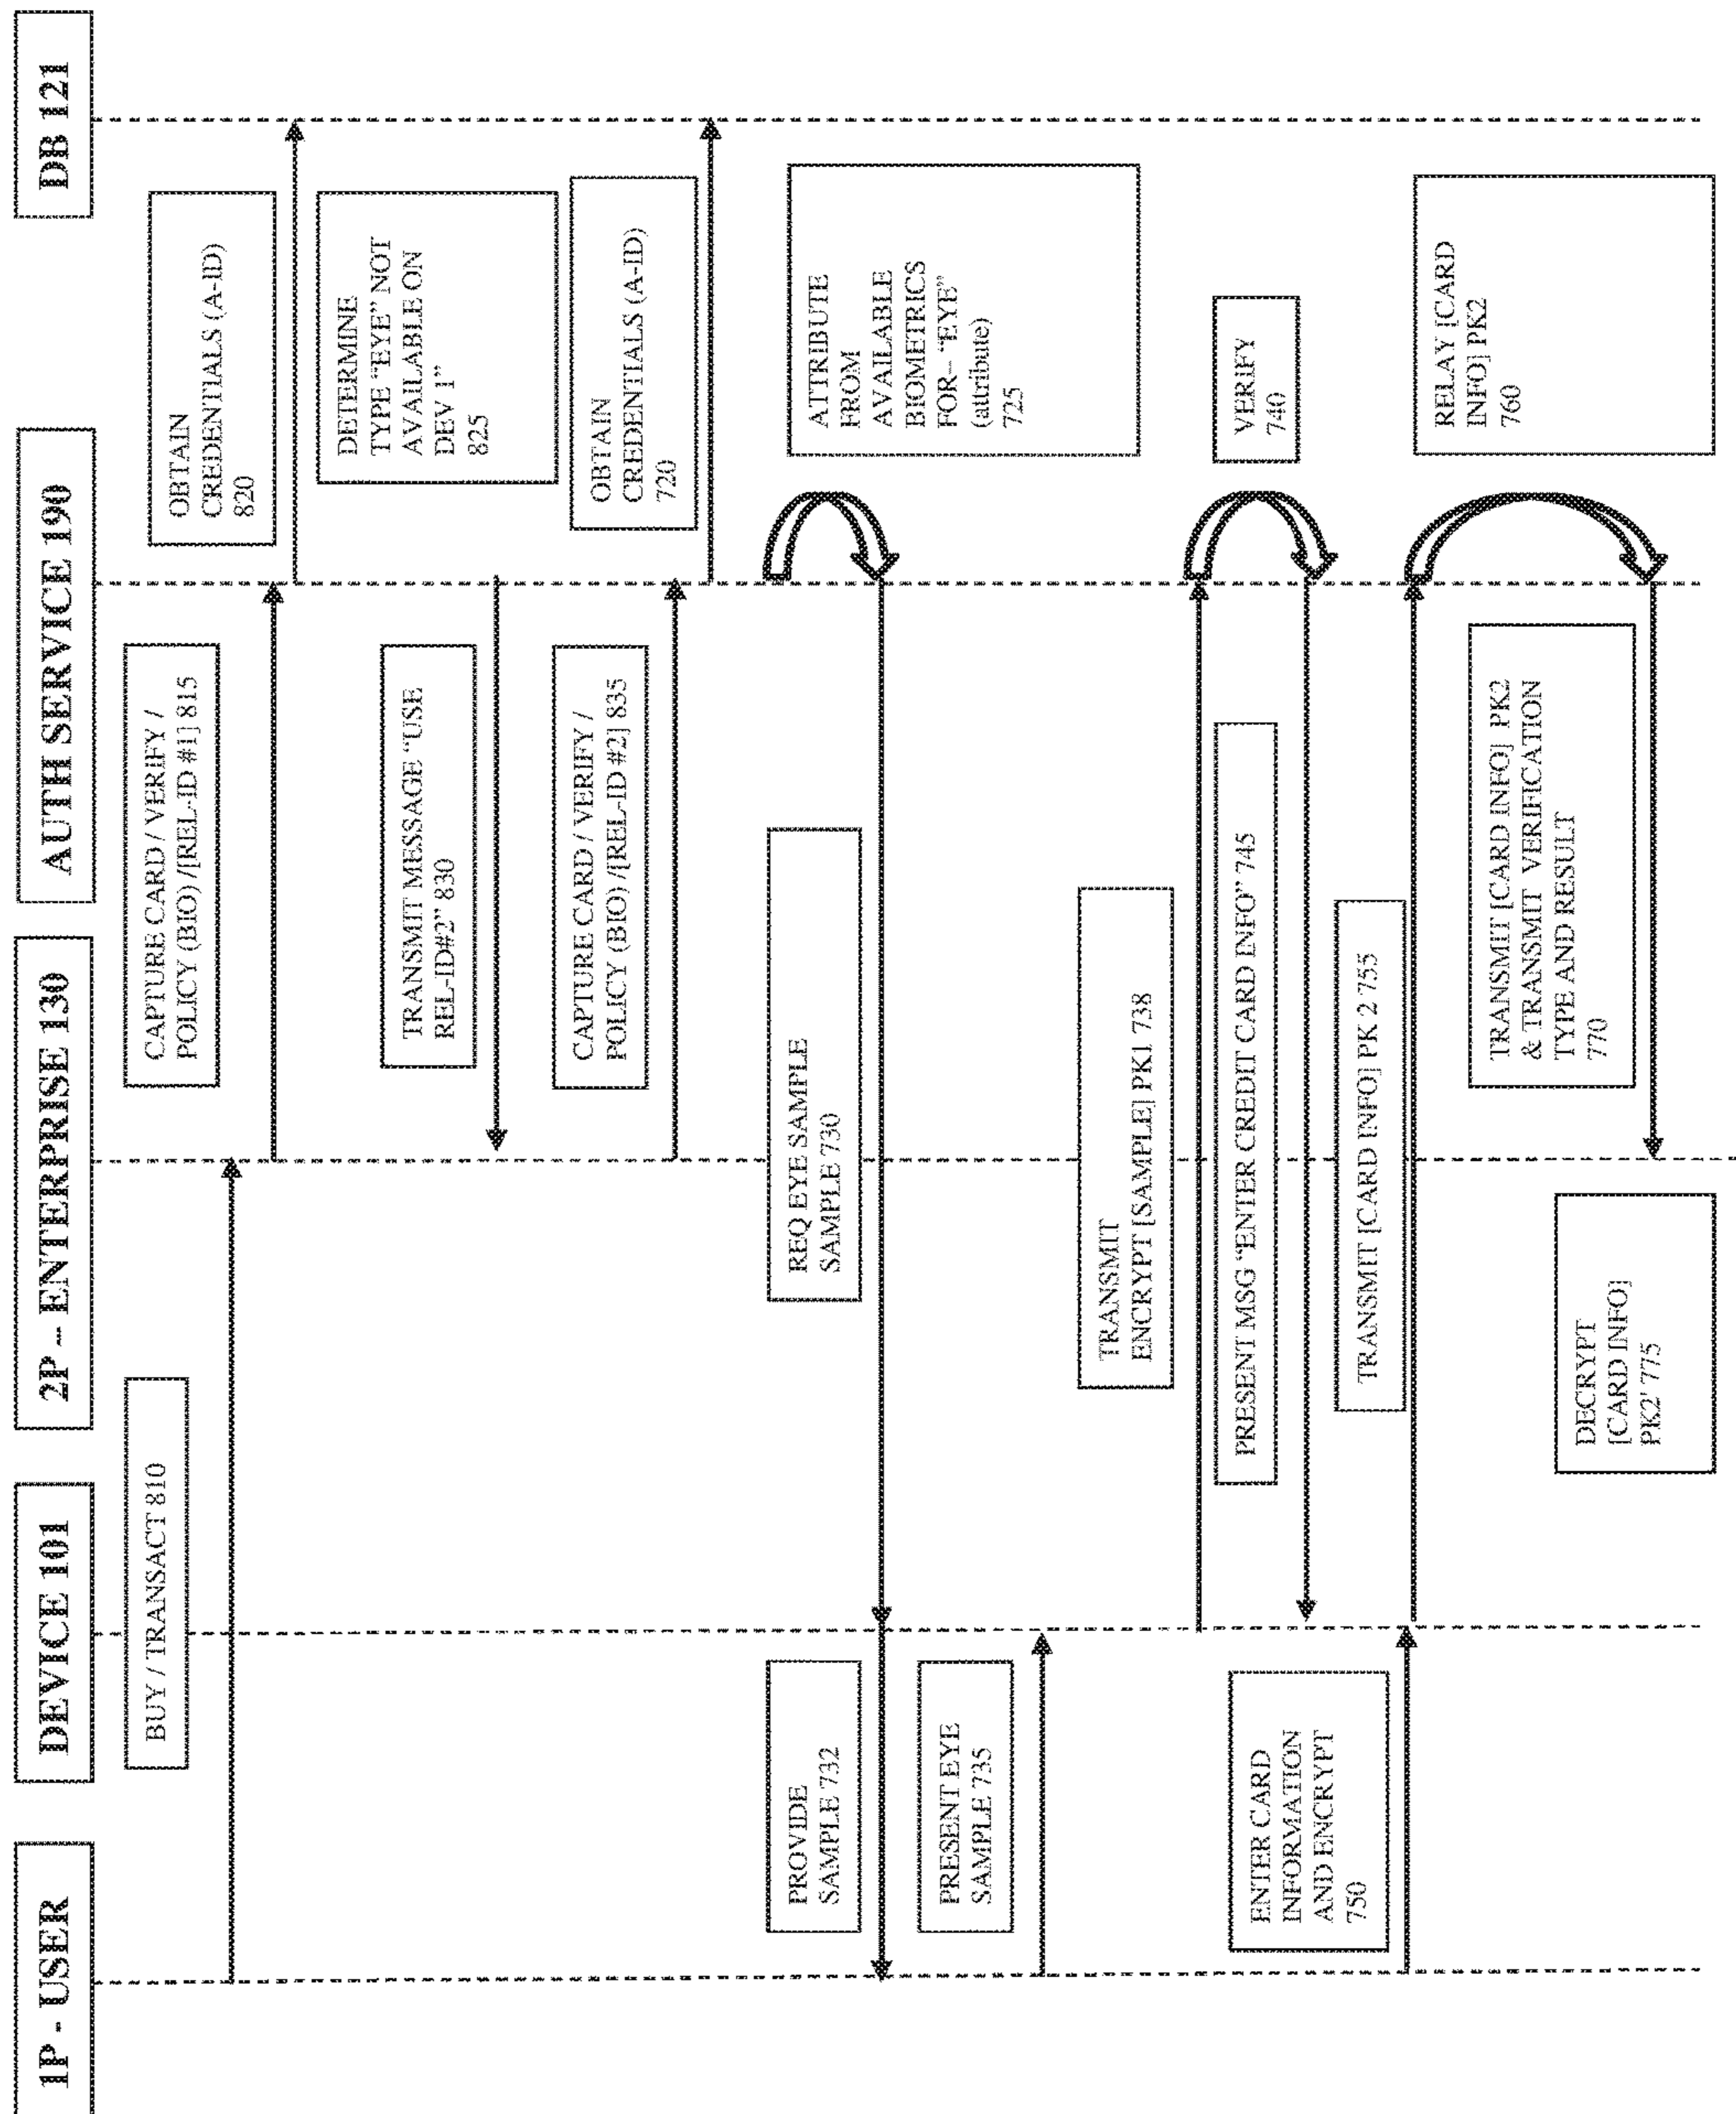 1P - USER
DEVICE 101
2P – ENTERPRISE 130
AUTH SERVICE 190
DB 121
BUY / TRANSACT 810
CAPTURE CARD / VERIFY /
POLICY (BIO) /[REL-ID #1] 815
OBTAIN
CREDENTIALS (A-ID)
820
DETERMINE
TYPE “EYE” NOT
AVAILABLE ON
DEV 1”
825
TRANSMIT MESSAGE “USE
REL-ID#2” 830
CAPTURE CARD / VERIFY /
POLICY (BIO) /[REL-ID #2] 835
OBTAIN
CREDENTIALS (A-ID)
720
ATTRIBUTE
FROM
AVAILABLE
BIOMETRICS
FOR– “EYE”
(attribute)
725
REQ EYE SAMPLE
SAMPLE 730
PROVIDE
SAMPLE 732
PRESENT EYE
SAMPLE 735
TRANSMIT
ENCRYPT [SAMPLE] PK1 738
VERIFY
740
PRESENT MSG “ENTER CREDIT CARD INFO” 745
ENTER CARD
INFORMATION
AND ENCRYPT
750
TRANSMIT [CARD INFO] PK 2 755
RELAY [CARD
INFO] PK2
760
TRANSMIT [CARD INFO] PK2
& TRANSMIT VERIFICATION
TYPE AND RESULT
770
DECRYPT
[CARD INFO]
PK2' 775